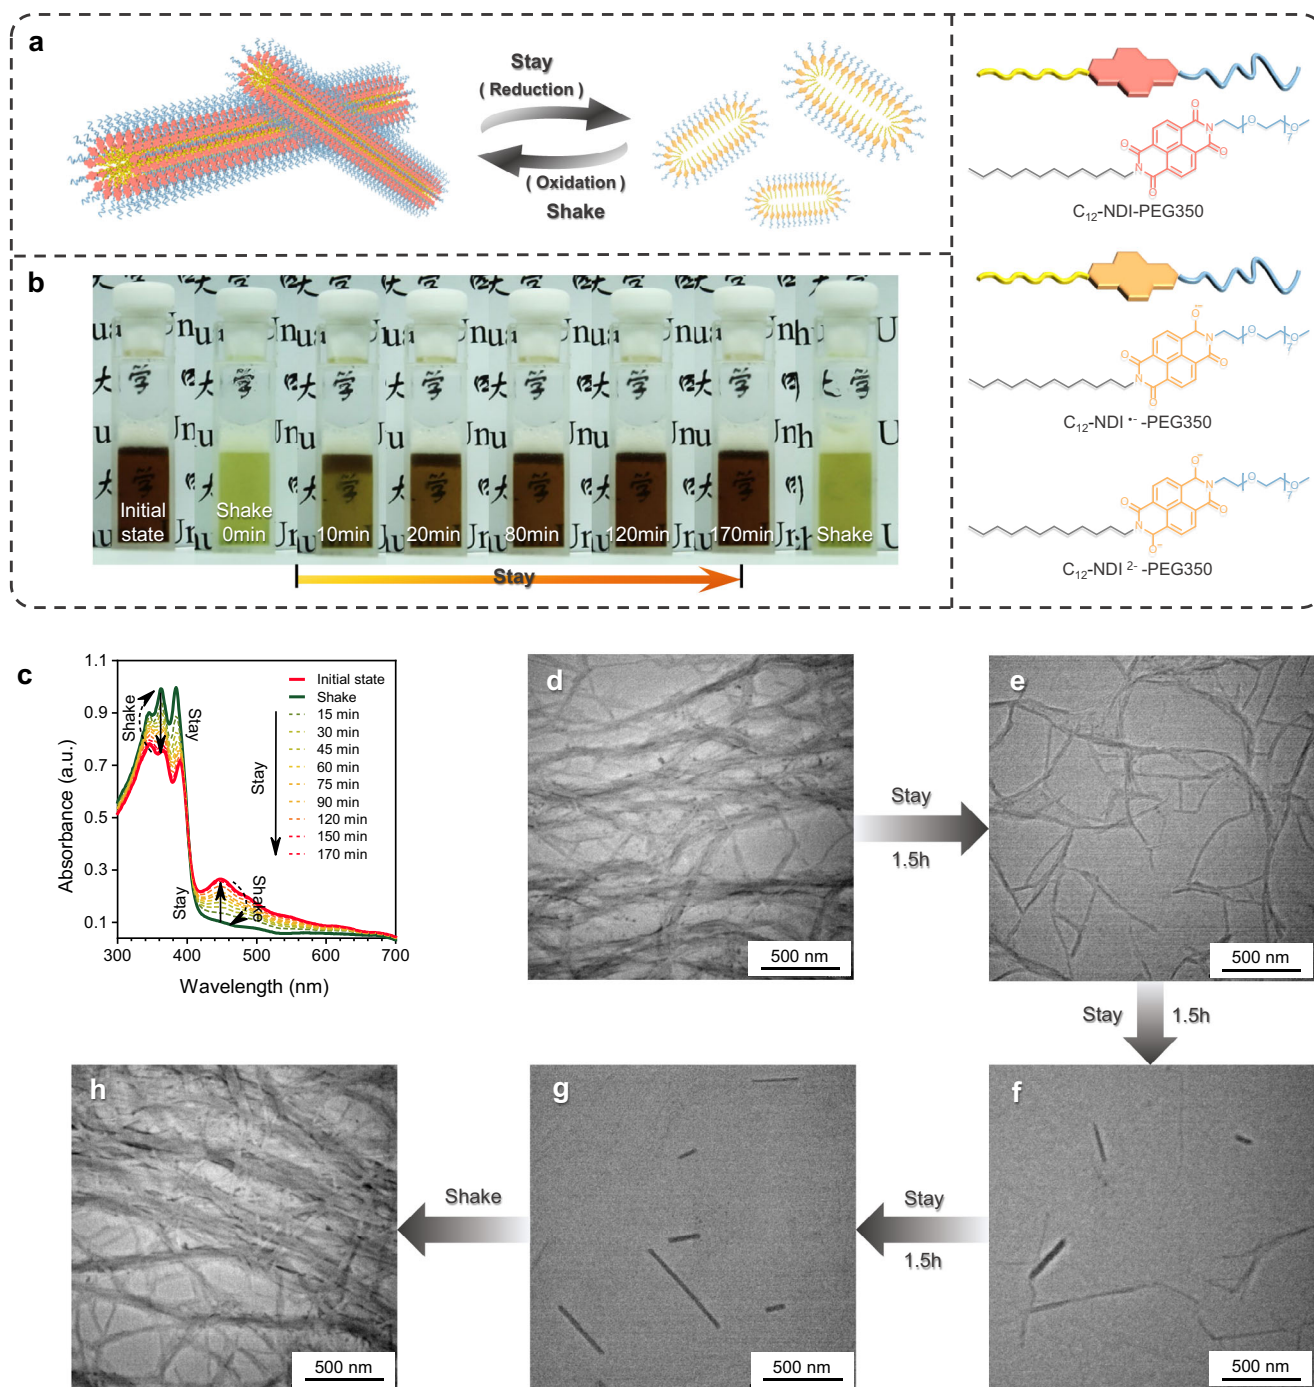 a
Stay
( Reduction )
( Oxidation )
Shake
C₁₂-NDI-PEG350
C₁₂-NDI •- -PEG350
C₁₂-NDI 2- -PEG350
b
Initial
state
Shake
0min
10min
20min
80min
120min
170min
Shake
Stay
学
大
c
Absorbance (a.u.)
1.1
0.9
0.7
0.5
0.3
0.1
300
400
500
600
700
Wavelength (nm)
Shake
Stay
Stay
Shake
Initial state
Shake
15 min
30 min
45 min
60 min
75 min
90 min
120 min
150 min
170 min
Stay
d
500 nm
Stay
1.5h
e
500 nm
Stay
1.5h
h
500 nm
Shake
g
500 nm
Stay
1.5h
f
500 nm